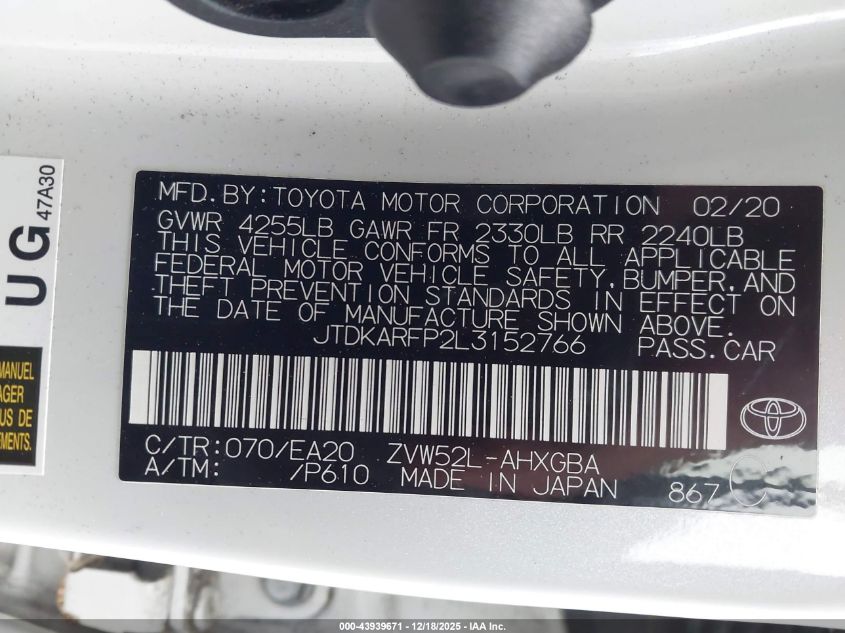 MFD. BY: TOYOTA MOTOR CORPORATION 02/20
GVWR 4255LB GAWR FR 2330LB RR 2240LB
THIS VEHICLE CONFORMS TO ALL APPLICABLE
FEDERAL MOTOR VEHICLE SAFETY, BUMPER, AND
THEFT PREVENTION STANDARDS IN EFFECT ON
THE DATE OF MANUFACTURE SHOWN ABOVE.
JTDKARFP2L3152766 PASS.CAR
C/TR: 070/EA20 ZVW52L-AHXGBA
A/TM: /P610 MADE IN JAPAN 867 C
UG
47A30
MANUEL
AGER
US DE
EMENTS.
000-43939671 - 12/18/2025 - IAA Inc.